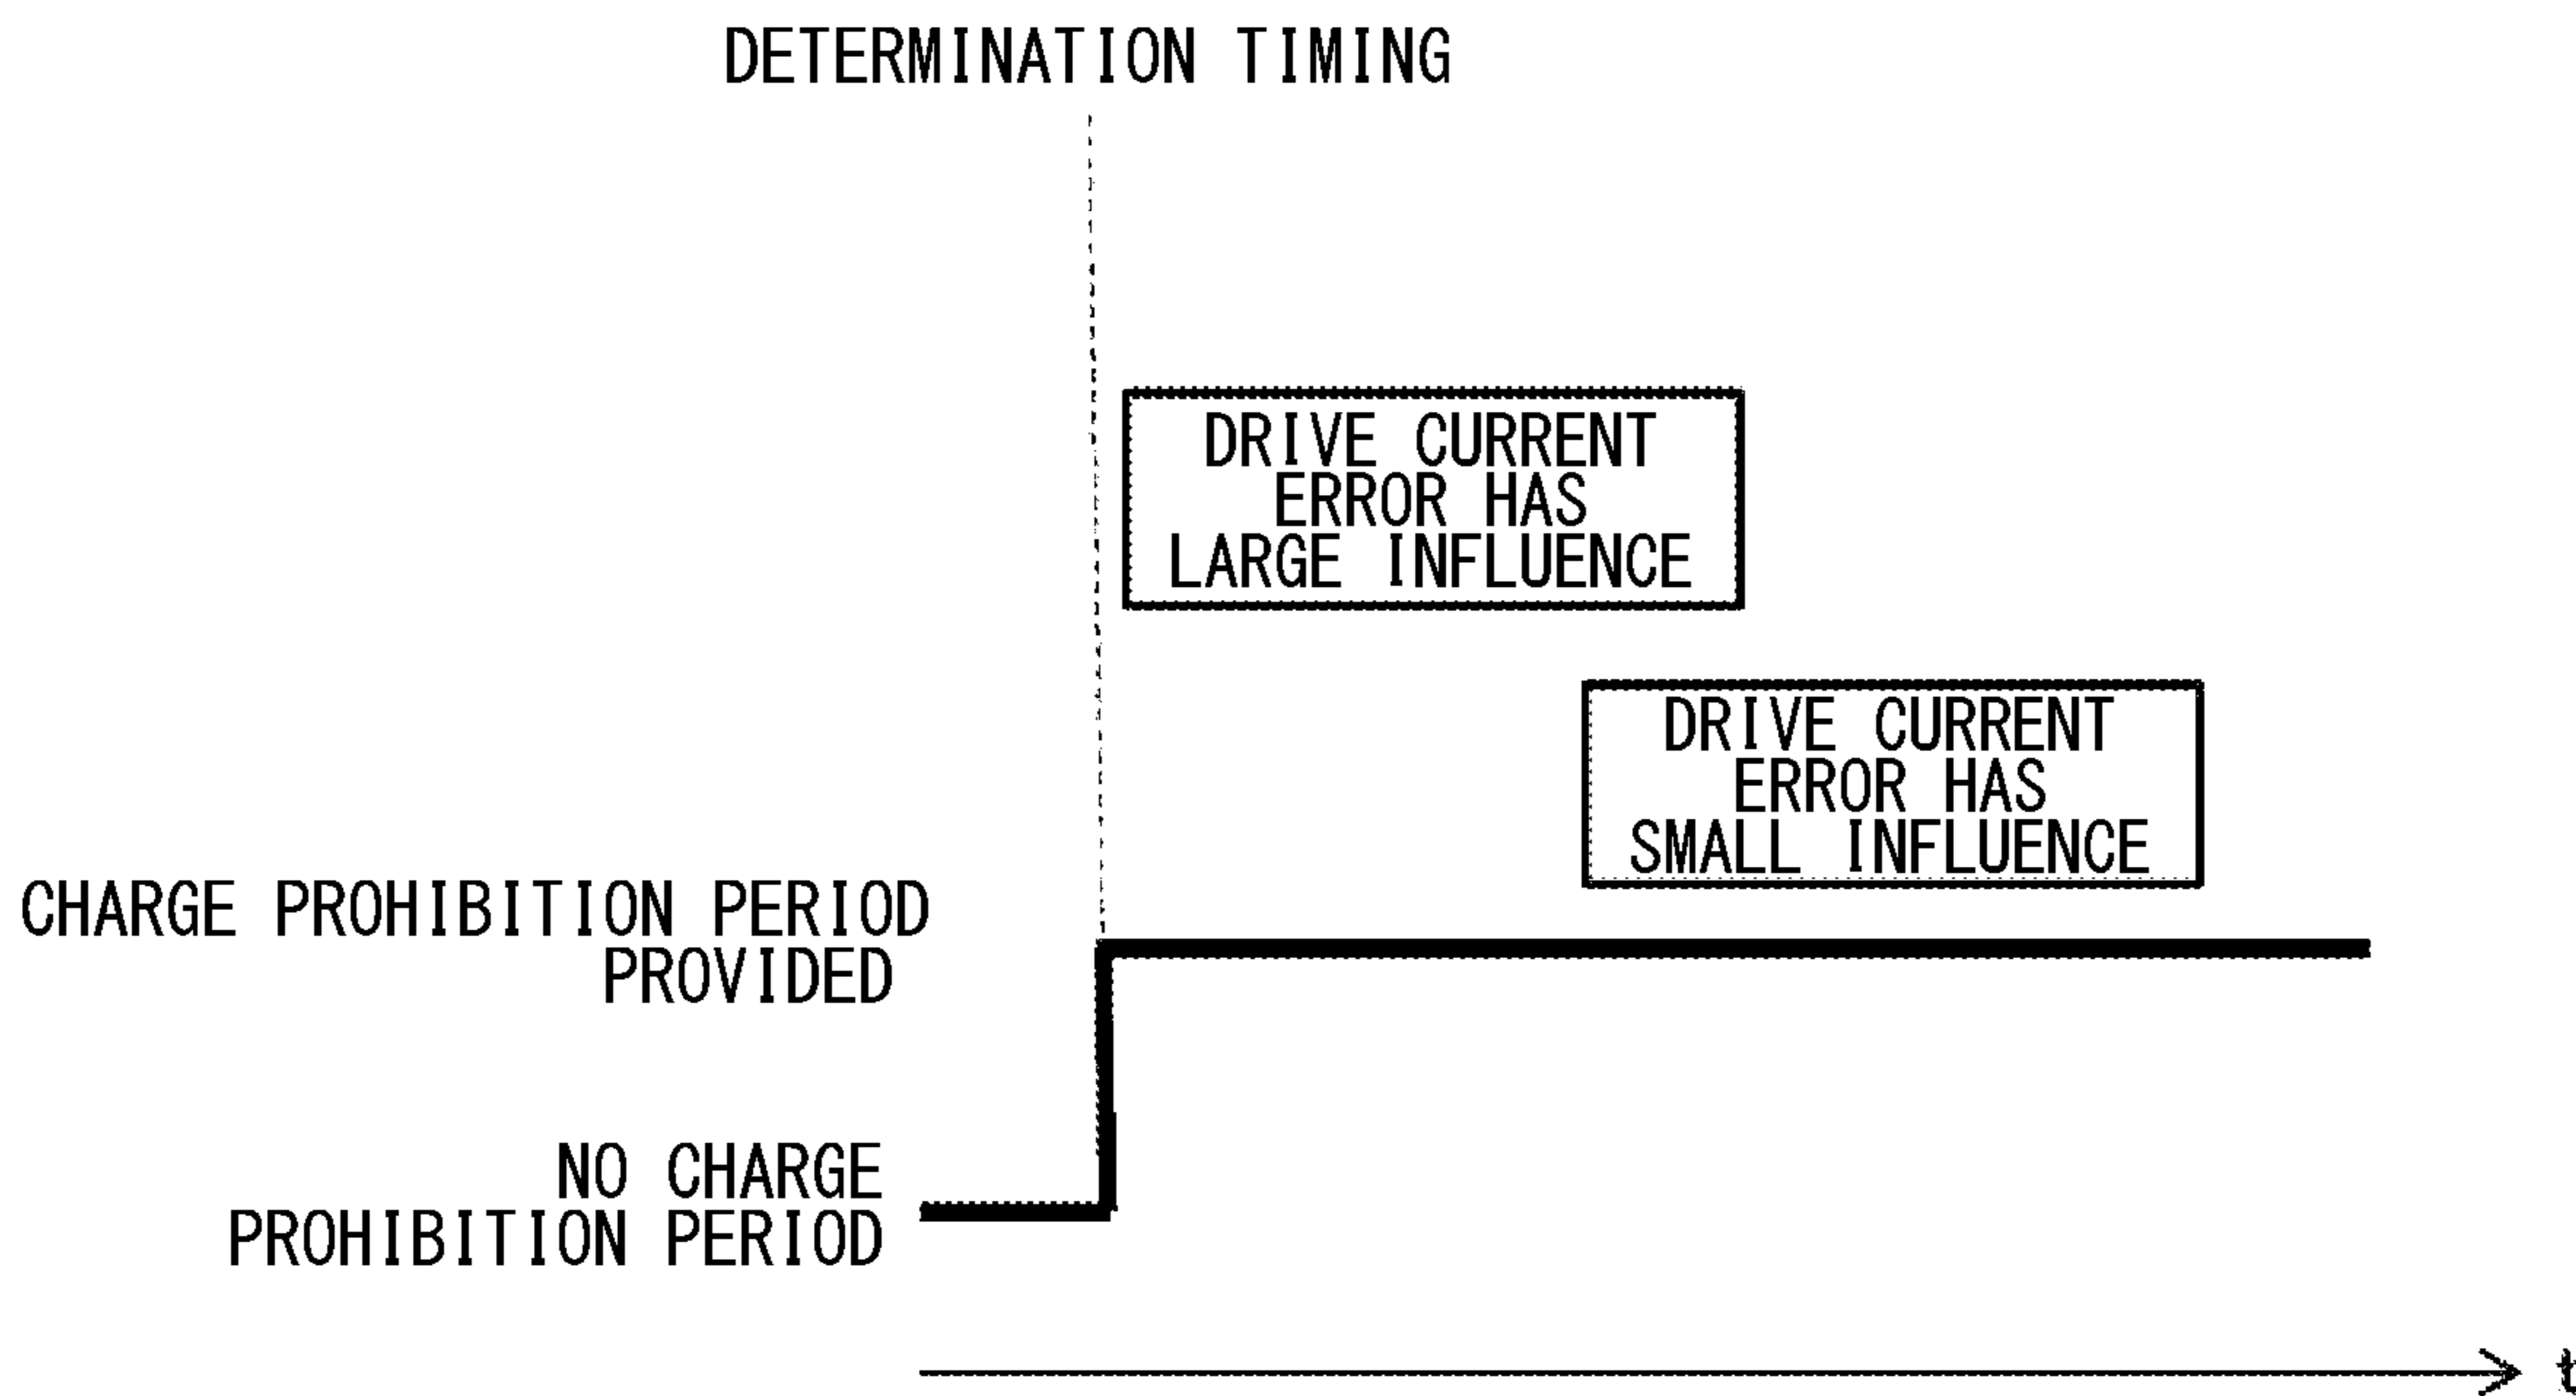 DETERMINATION TIMING
DRIVE CURRENT
ERROR HAS
LARGE INFLUENCE
DRIVE CURRENT
ERROR HAS
SMALL INFLUENCE
CHARGE PROHIBITION PERIOD
PROVIDED
NO CHARGE
PROHIBITION PERIOD
t